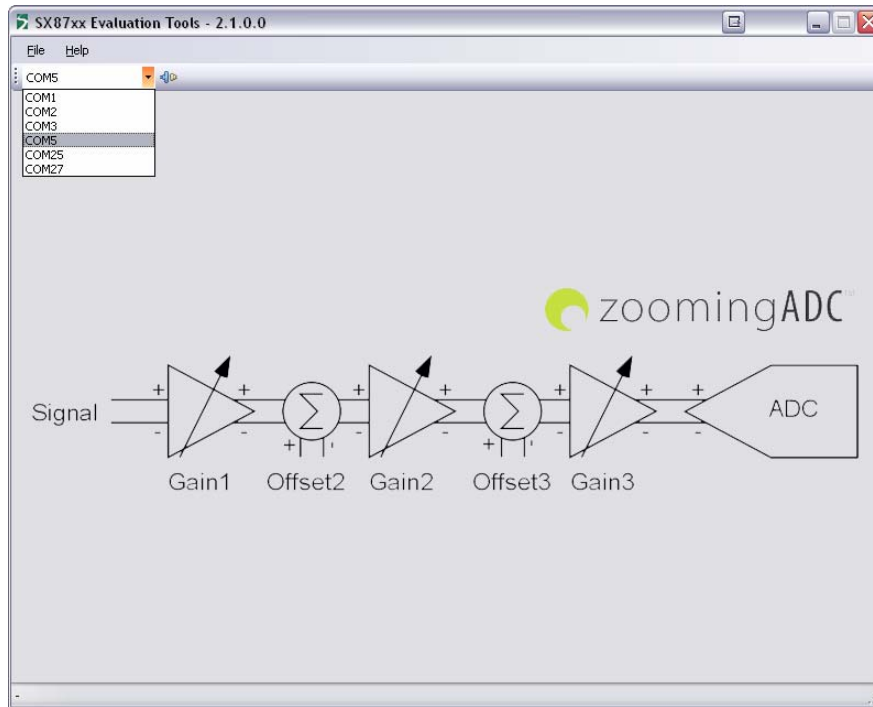 SX87xx Evaluation Tools - 2.1.0.0
File Help
COM5
COM1
COM2
COM3
COM5
COM25
COM27
zoomingADC™
+ + + + + + +
Signal Σ Σ ADC
- - - - - - -
+ - + -
Gain1 Offset2 Gain2 Offset3 Gain3
-